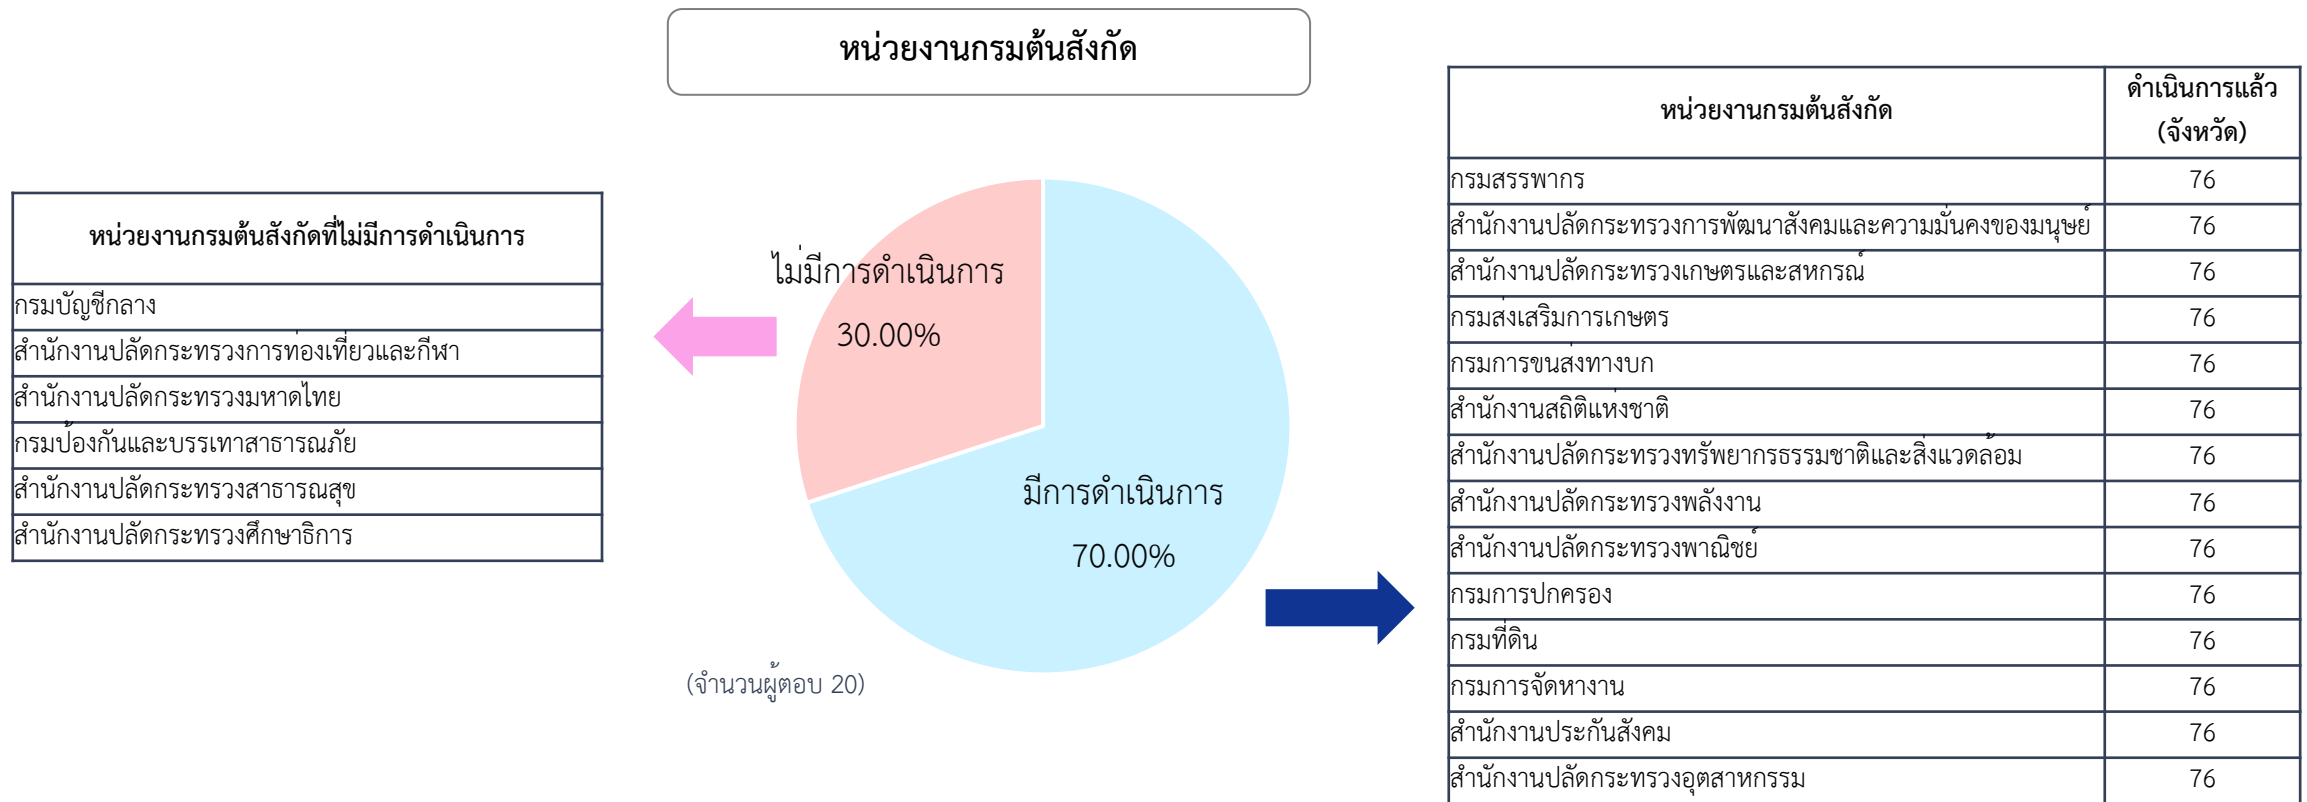 หน่วยงานกรมต้นสังกัด
หน่วยงานกรมต้นสังกัดที่ไม่มีการดำเนินการ
กรมบัญชีกลาง
สำนักงานปลัดกระทรวงการท่องเที่ยวและกีฬา
สำนักงานปลัดกระทรวงมหาดไทย
กรมป้องกันและบรรเทาสาธารณภัย
สำนักงานปลัดกระทรวงสาธารณสุข
สำนักงานปลัดกระทรวงศึกษาธิการ
ไม่มีการดำเนินการ
30.00%
มีการดำเนินการ
70.00%
(จำนวนผู้ตอบ 20)
หน่วยงานกรมต้นสังกัด ดำเนินการแล้ว
(จังหวัด)
กรมสรรพากร 76
สำนักงานปลัดกระทรวงการพัฒนาสังคมและความมั่นคงของมนุษย์ 76
สำนักงานปลัดกระทรวงเกษตรและสหกรณ์ 76
กรมส่งเสริมการเกษตร 76
กรมการขนส่งทางบก 76
สำนักงานสถิติแห่งชาติ 76
สำนักงานปลัดกระทรวงทรัพยากรธรรมชาติและสิ่งแวดล้อม 76
สำนักงานปลัดกระทรวงพลังงาน 76
สำนักงานปลัดกระทรวงพาณิชย์ 76
กรมการปกครอง 76
กรมที่ดิน 76
กรมการจัดหางาน 76
สำนักงานประกันสังคม 76
สำนักงานปลัดกระทรวงอุตสาหกรรม 76